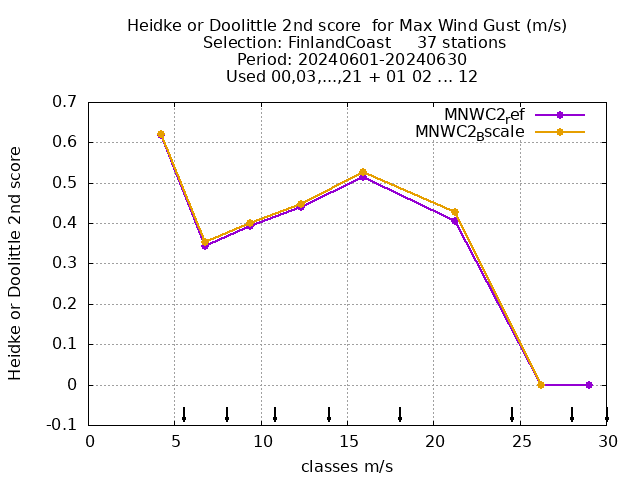 Heidke or Doolittle 2nd score  for Max Wind Gust (m/s)
Selection: FinlandCoast     37 stations
Period: 20240601-20240630
Used 00,03,...,21 + 01 02 ... 12
MNWC2ref
MNWC2Bscale
Heidke or Doolittle 2nd score
0.7
0.6
0.5
0.4
0.3
0.2
0.1
0
-0.1
0 5 10 15 20 25 30
classes m/s